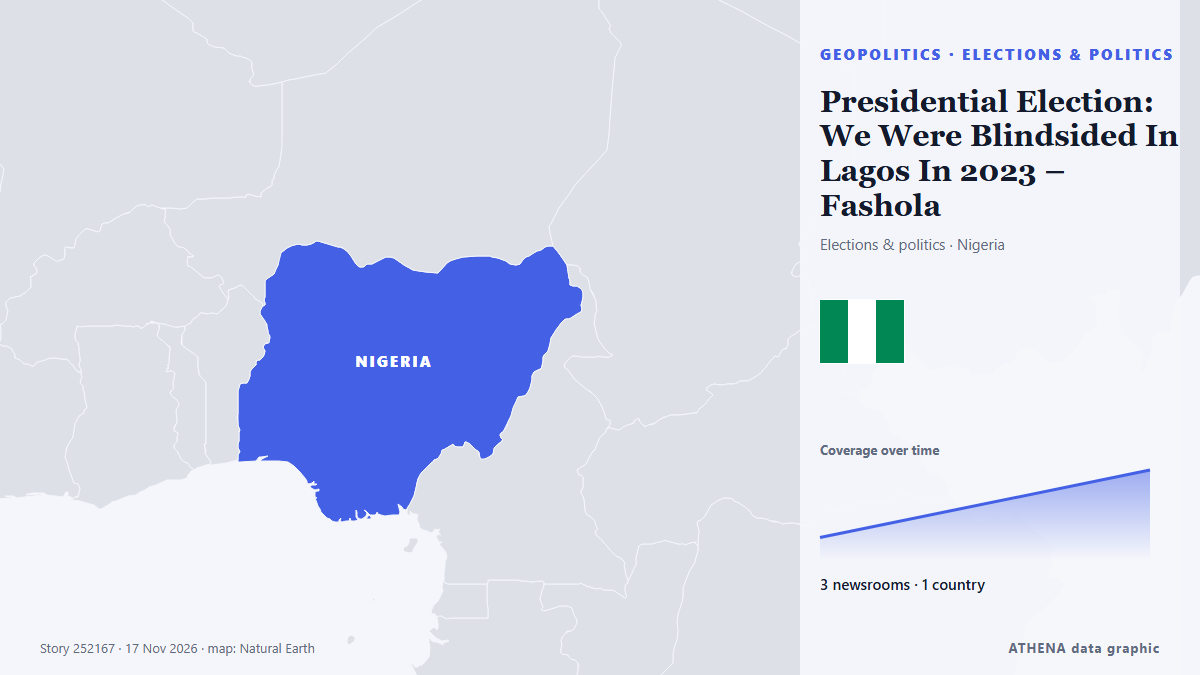 GEOPOLITICS · ELECTIONS & POLITICS
Presidential Election:
We Were Blindsided In
Lagos In 2023 –
Fashola
Elections & politics · Nigeria
NIGERIA
Coverage over time
3 newsrooms · 1 country
Story 252167 · 17 Nov 2026 · map: Natural Earth
ATHENA data graphic